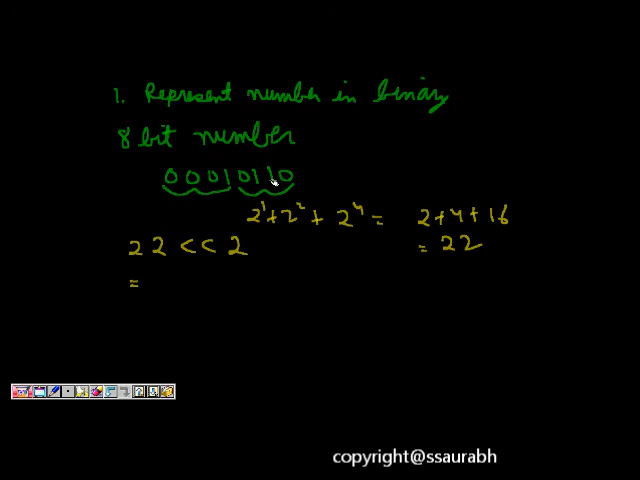 1. Represent number in binary
8 bit number
00010110
2¹+2²+2⁴= 2+4+16
22<<2 = 22
=
copyright@ssaurabh